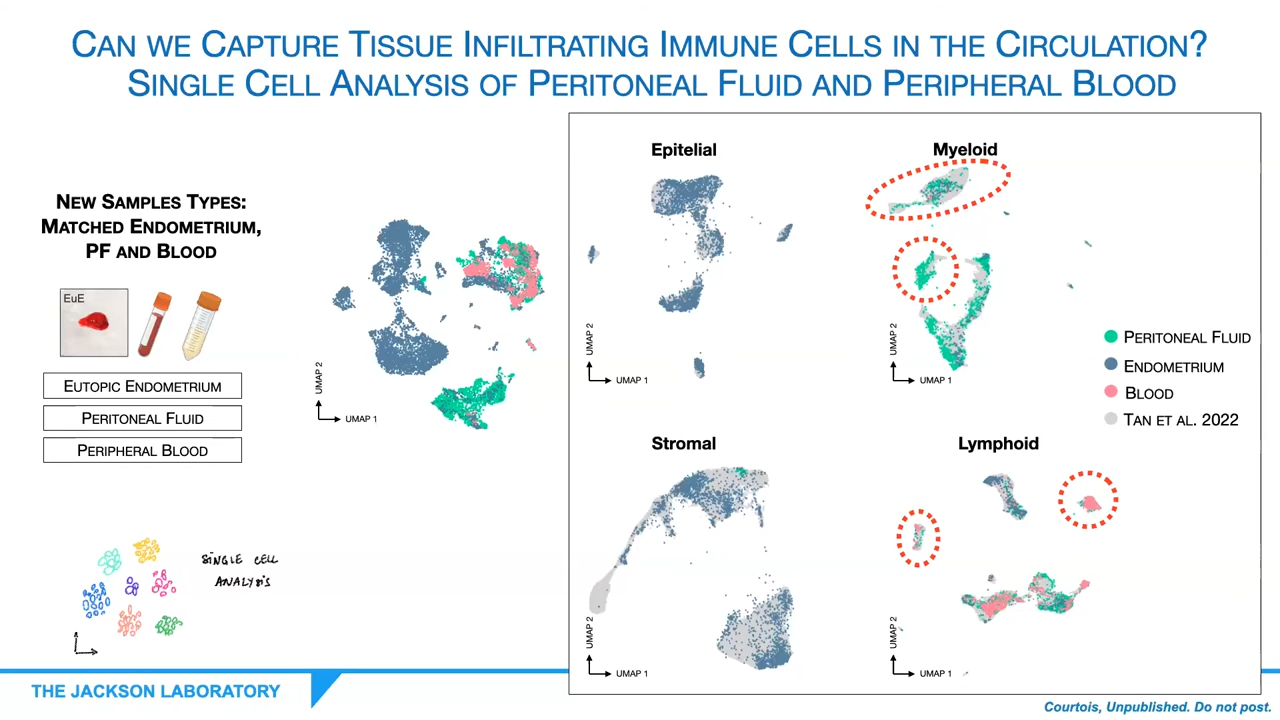 CAN WE CAPTURE TISSUE INFILTRATING IMMUNE CELLS IN THE CIRCULATION?
SINGLE CELL ANALYSIS OF PERITONEAL FLUID AND PERIPHERAL BLOOD
NEW SAMPLES TYPES:
MATCHED ENDOMETRIUM,
PF AND BLOOD
EuE
EUTOPIC ENDOMETRIUM
PERITONEAL FLUID
PERIPHERAL BLOOD
SINGLE CELL
ANALYSIS
UMAP 2
UMAP 1
Epitelial
UMAP 2
UMAP 1
Myeloid
UMAP 2
UMAP 1
PERITONEAL FLUID
ENDOMETRIUM
BLOOD
TAN ET AL. 2022
Stromal
UMAP 2
UMAP 1
Lymphoid
UMAP 2
UMAP 1
THE JACKSON LABORATORY
Courtois, Unpublished. Do not post.